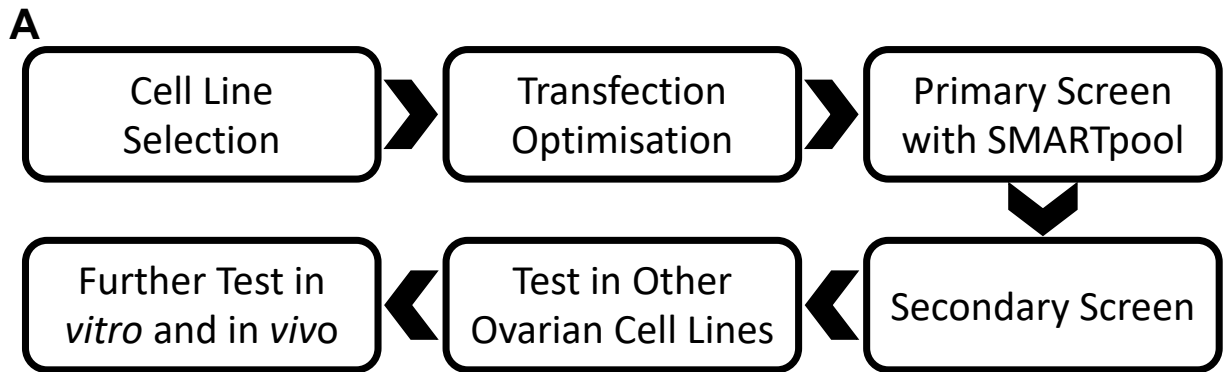 A
Cell Line
Selection
Transfection
Optimisation
Primary Screen
with SMARTpool
Secondary Screen
Test in Other
Ovarian Cell Lines
Further Test in
vitro and in vivo